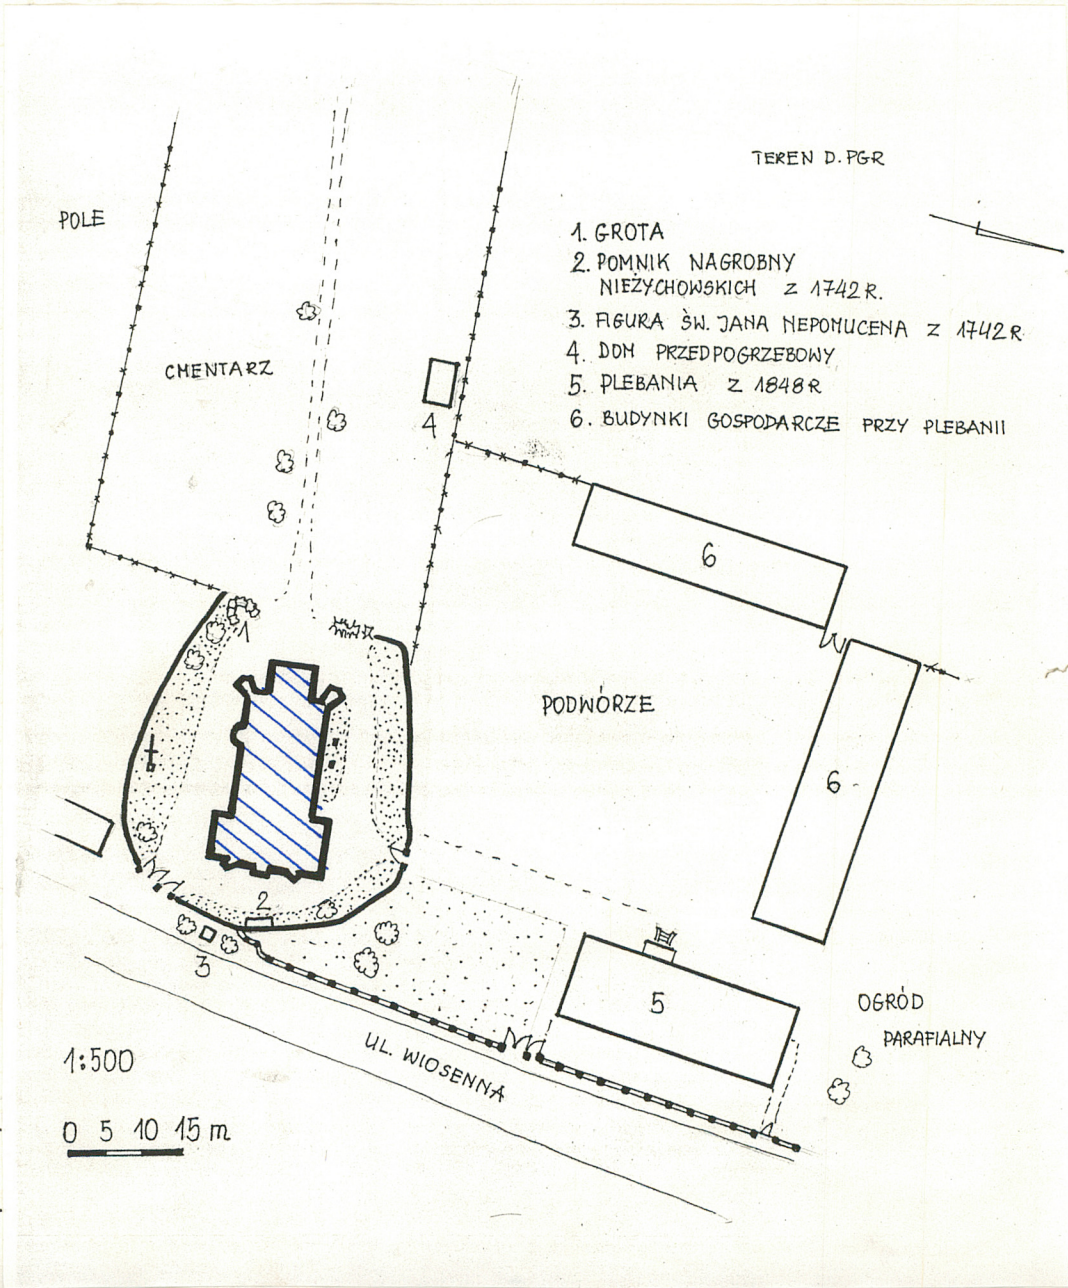 TEREN D. PGR
POLE
1. GROTA
2. POMNIK NAGROBNY
NIEŻYCHOWSKICH Z 1742 R.
3. FIGURA ŚW. JANA NEPOMUCENA Z 1742 R
4. DOM PRZEDPOGRZEBOWY
5. PLEBANIA Z 1848 R
6. BUDYNKI GOSPODARCZE PRZY PLEBANII
CMENTARZ
4
6
1
PODWÓRZE
6
2
3
5
OGRÓD
PARAFIALNY
UL. WIOSENNA
1:500
0 5 10 15 m